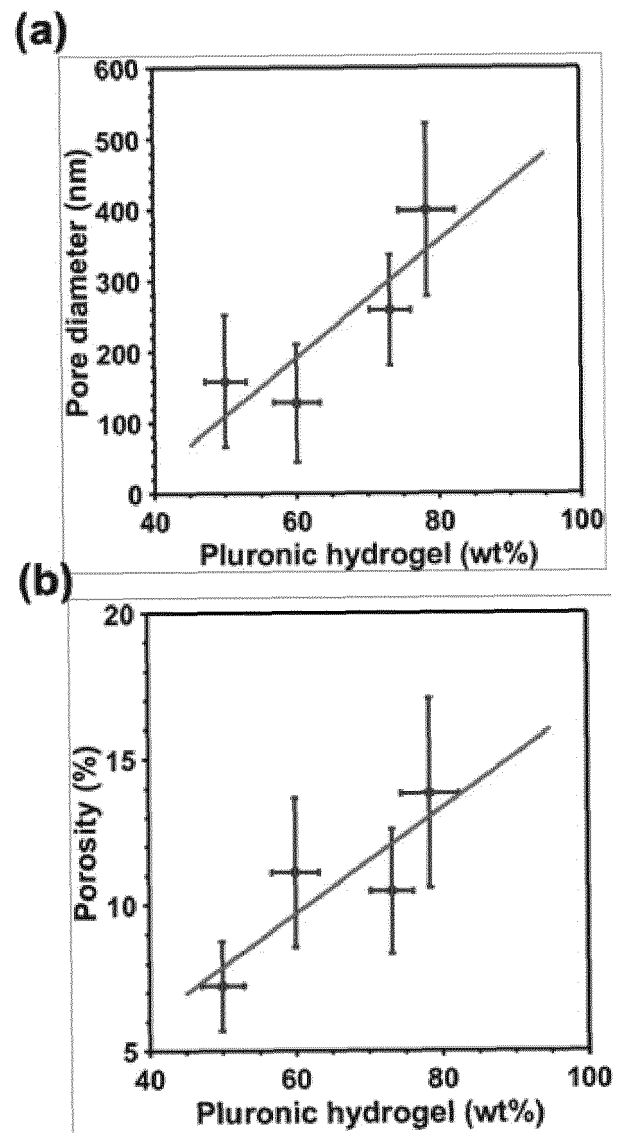 (a)
600
500
400
300
200
100
0
Pore diameter (nm)
40 60 80 100
Pluronic hydrogel (wt%)
(b)
20
15
10
5
Porosity (%)
40 60 80 100
Pluronic hydrogel (wt%)